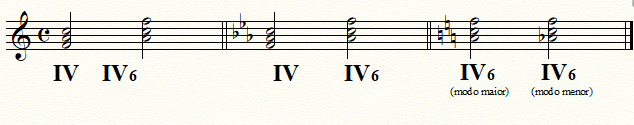 IV IV6 IV IV6 IV6 IV6
(modo maior) (modo menor)